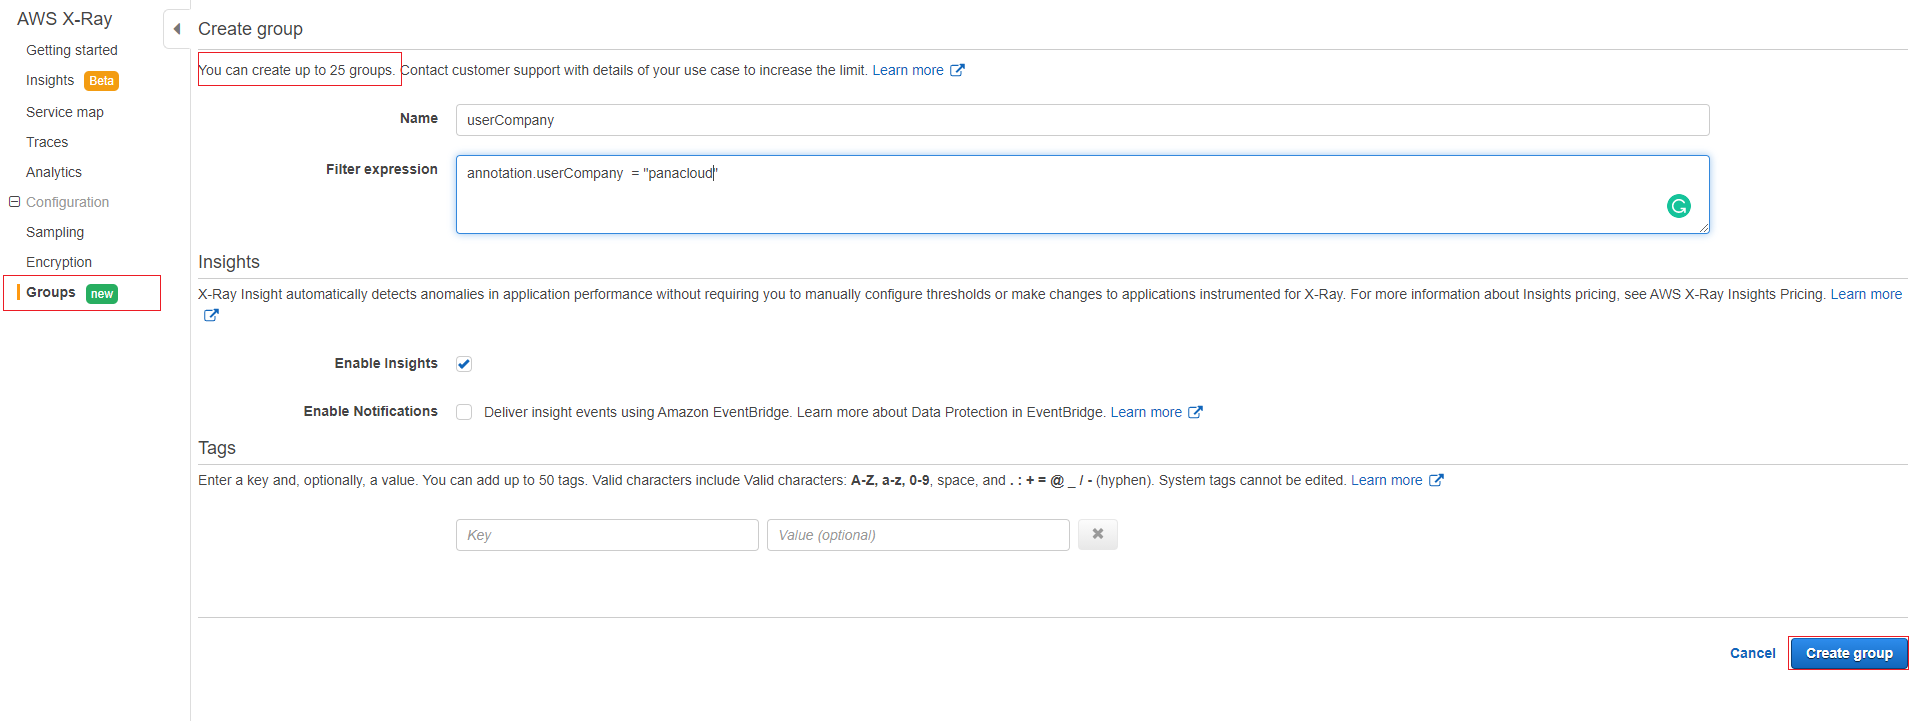 AWS X-Ray
Getting started
Insights Beta
Service map
Traces
Analytics
Configuration
Sampling
Encryption
Groups new
Create group
You can create up to 25 groups. Contact customer support with details of your use case to increase the limit. Learn more
Name userCompany
Filter expression annotation.userCompany  = "panacloud"
Insights
X-Ray Insight automatically detects anomalies in application performance without requiring you to manually configure thresholds or make changes to applications instrumented for X-Ray. For more information about Insights pricing, see AWS X-Ray Insights Pricing. Learn more
Enable Insights
Enable Notifications Deliver insight events using Amazon EventBridge. Learn more about Data Protection in EventBridge. Learn more
Tags
Enter a key and, optionally, a value. You can add up to 50 tags. Valid characters include Valid characters: A-Z, a-z, 0-9, space, and . : + = @ _ / - (hyphen). System tags cannot be edited. Learn more
Key Value (optional)
Cancel Create group